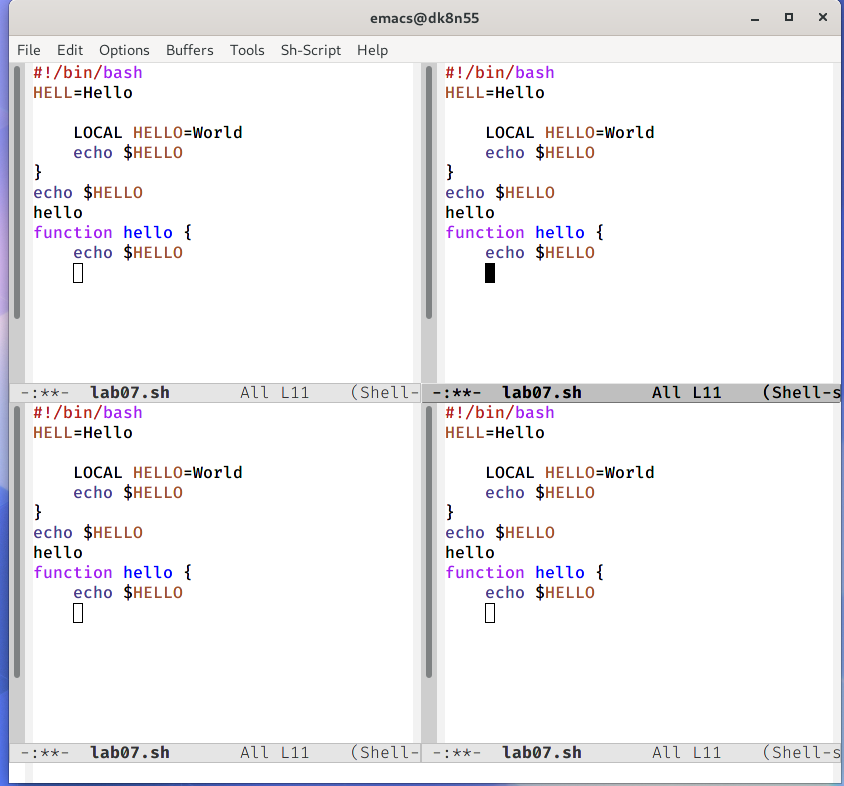 emacs@dk8n55
File Edit Options Buffers Tools Sh-Script Help
#!/bin/bash
HELL=Hello
LOCAL HELLO=World
echo $HELLO
}
echo $HELLO
hello
function hello {
echo $HELLO
-:**- lab07.sh All L11 (Shell-
#!/bin/bash
HELL=Hello
LOCAL HELLO=World
echo $HELLO
}
echo $HELLO
hello
function hello {
echo $HELLO
-:**- lab07.sh All L11 (Shell-s
#!/bin/bash
HELL=Hello
LOCAL HELLO=World
echo $HELLO
}
echo $HELLO
hello
function hello {
echo $HELLO
-:**- lab07.sh All L11 (Shell-
#!/bin/bash
HELL=Hello
LOCAL HELLO=World
echo $HELLO
}
echo $HELLO
hello
function hello {
echo $HELLO
-:**- lab07.sh All L11 (Shell-s